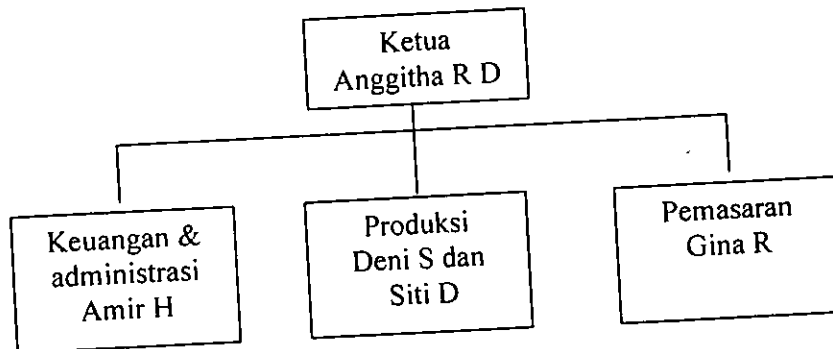 Ketua
Anggitha R D
Keuangan &
administrasi
Amir H
Produksi
Deni S dan
Siti D
Pemasaran
Gina R